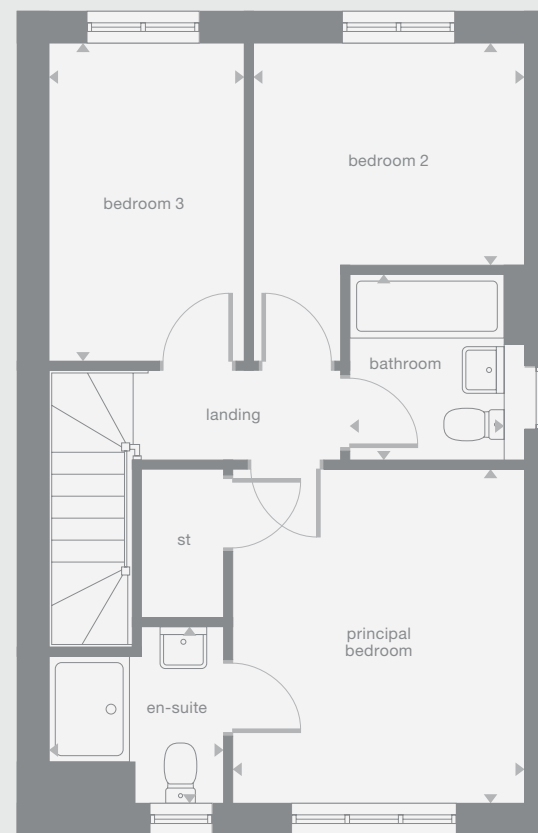 bedroom 2
bedroom 3
bathroom
landing
st
principal
bedroom
en-suite